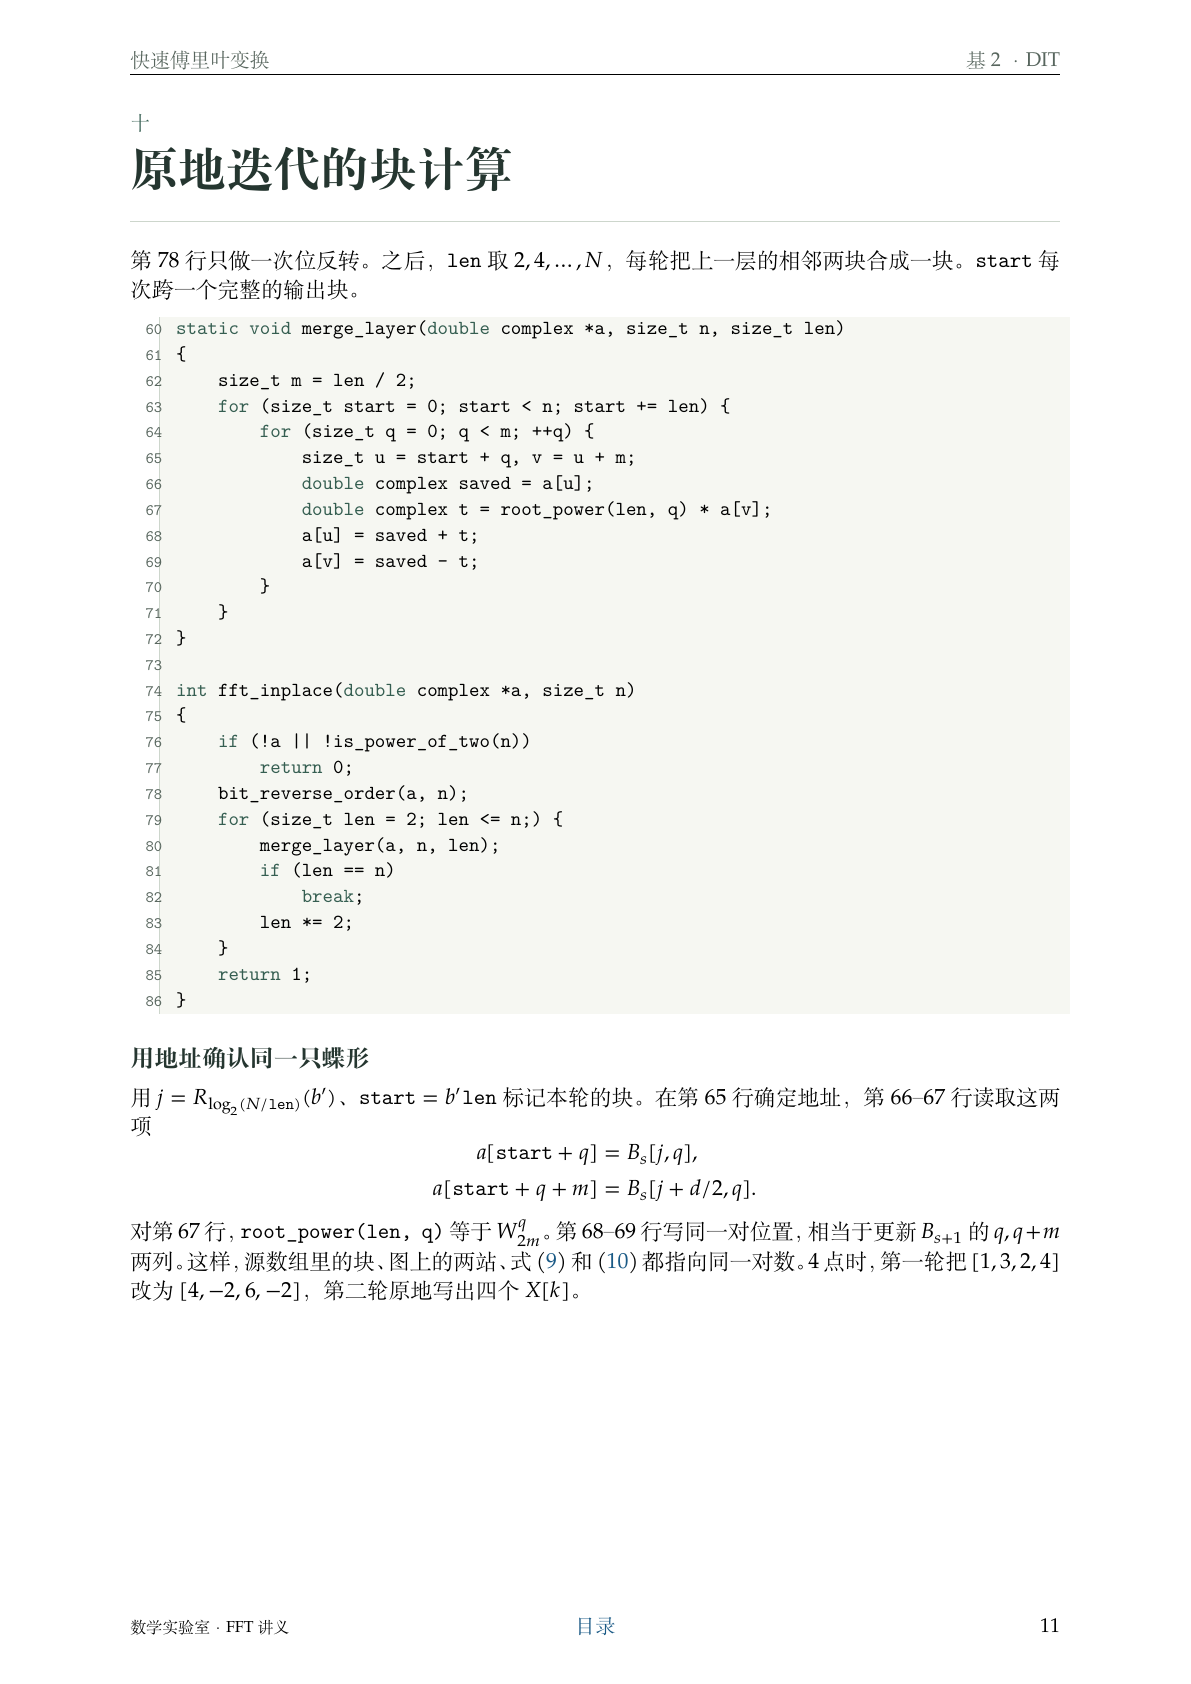 快速傅里叶变换 基 2 · DIT
十
原地迭代的块计算
第 78 行只做一次位反转。之后，len 取 2, 4, … , N，每轮把上一层的相邻两块合成一块。start 每
次跨一个完整的输出块。
60 static void merge_layer(double complex *a, size_t n, size_t len)
61 {
62     size_t m = len / 2;
63     for (size_t start = 0; start < n; start += len) {
64         for (size_t q = 0; q < m; ++q) {
65             size_t u = start + q, v = u + m;
66             double complex saved = a[u];
67             double complex t = root_power(len, q) * a[v];
68             a[u] = saved + t;
69             a[v] = saved - t;
70         }
71     }
72 }
73
74 int fft_inplace(double complex *a, size_t n)
75 {
76     if (!a || !is_power_of_two(n))
77         return 0;
78     bit_reverse_order(a, n);
79     for (size_t len = 2; len <= n;) {
80         merge_layer(a, n, len);
81         if (len == n)
82             break;
83         len *= 2;
84     }
85     return 1;
86 }
用地址确认同一只蝶形
用 j = R_{log_2(N/len)}(b′)、start = b′len 标记本轮的块。在第 65 行确定地址，第 66–67 行读取这两
项
a[start + q] = B_s[j, q],
a[start + q + m] = B_s[j + d/2, q].
对第 67 行，root_power(len, q) 等于 W_{2m}^q。第 68–69 行写同一对位置，相当于更新 B_{s+1} 的 q, q + m
两列。这样，源数组里的块、图上的两站、式 (9) 和 (10) 都指向同一对数。4 点时，第一轮把 [1, 3, 2, 4]
改为 [4, −2, 6, −2]，第二轮原地写出四个 X[k]。
数学实验室 · FFT 讲义 目录 11